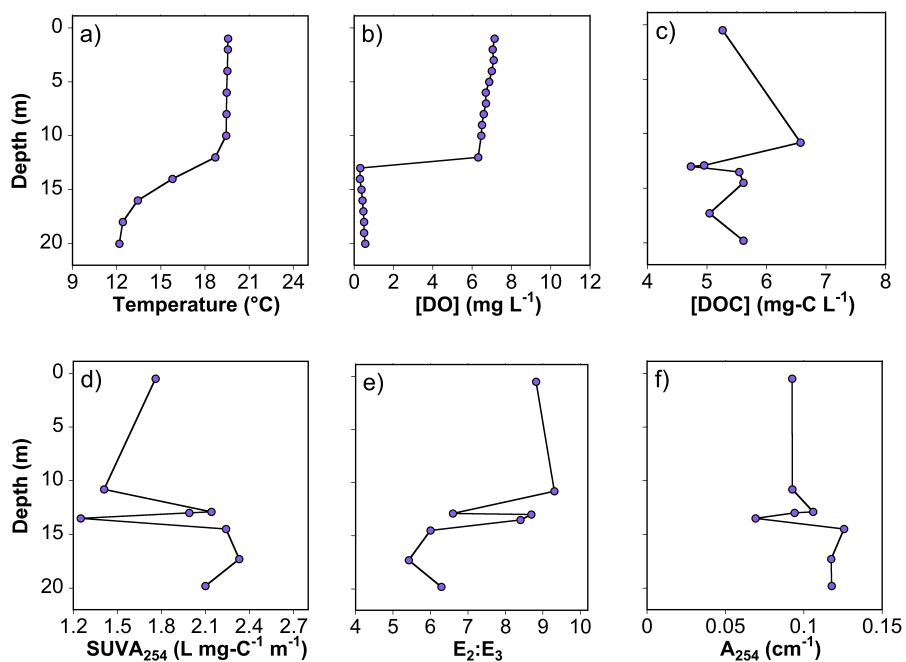 a) b) c)
0
5
10
15
20
Depth (m)
9 12 15 18 21 24
0 2 4 6 8 10 12
4 5 6 7 8
Temperature (°C) [DO] (mg L⁻¹) [DOC] (mg-C L⁻¹)
d) e) f)
0
5
10
15
20
Depth (m)
1.2 1.5 1.8 2.1 2.4 2.7
4 5 6 7 8 9 10
0 0.05 0.10 0.15
SUVA₂₅₄ (L mg-C⁻¹ m⁻¹) E₂:E₃ A₂₅₄ (cm⁻¹)